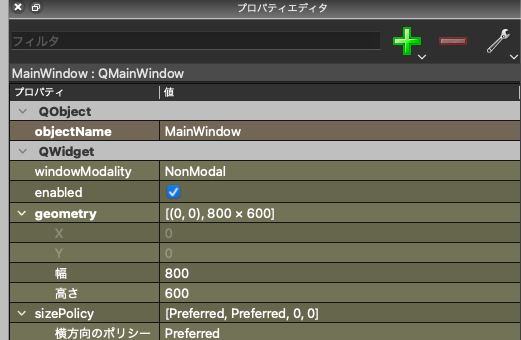 プロパティエディタ
フィルタ
MainWindow : QMainWindow
プロパティ 値
QObject
objectName MainWindow
QWidget
windowModality NonModal
enabled
geometry [(0, 0), 800 × 600]
X 0
Y 0
幅 800
高さ 600
sizePolicy [Preferred, Preferred, 0, 0]
横方向のポリシー Preferred